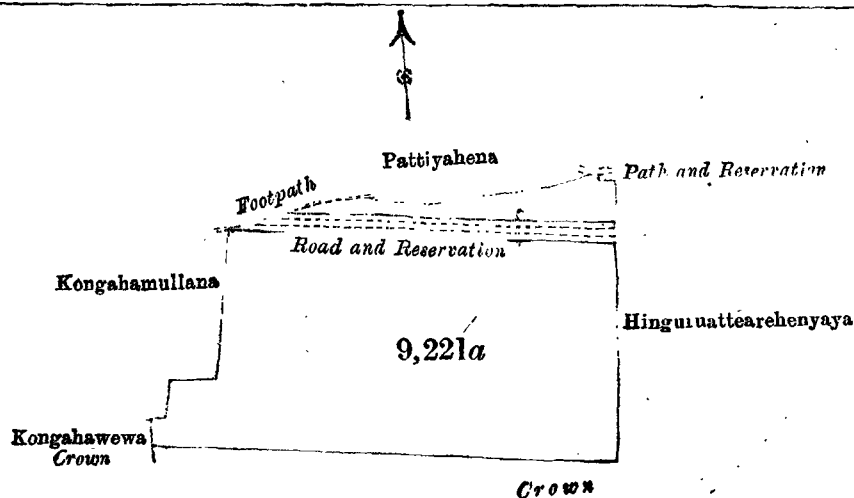 Pattiyahena
Path and Reservation
Footpath
Road and Reservation
Kongahamullana
9,221a
Kongahawewa
Crown
Crown